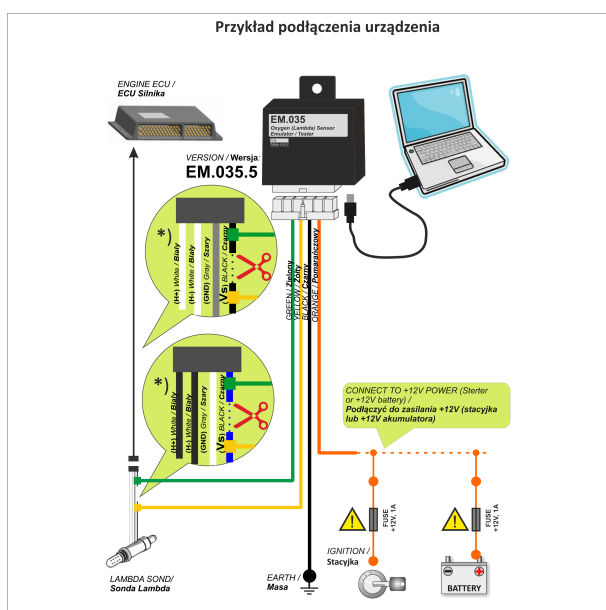 Przykład podłączenia urządzenia
ENGINE ECU /
ECU Silnika
EM.035
Oxygen (Lambda) Sensor
Emulator / Tester
VERSION / Wersja:
EM.035.5
*)
(H+) White / Biały
(H-) White / Biały
(GND) Gray / Szary
(Vs) BLACK / Czarny
GREEN / Zielony
YELLOW / Żółty
BLACK / Czarny
ORANGE / Pomarańczowy
*)
(H+) White / Biały
(H-) White / Biały
(GND) Gray / Szary
(Vs) BLACK / Czarny
CONNECT TO +12V POWER (Sterter
or +12V battery) /
Podłączyć do zasilania +12V (stacyjka
lub +12V akumulatora)
FUSE
+12V, 1A
FUSE
+12V, 1A
IGNITION /
Stacyjka
BATTERY
LAMBDA SOND/
Sonda Lambda
EARTH /
Masa